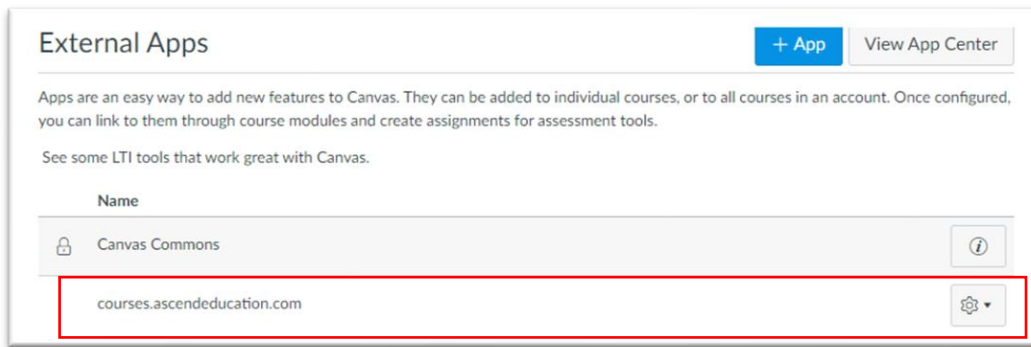 External Apps
+ App
View App Center
Apps are an easy way to add new features to Canvas. They can be added to individual courses, or to all courses in an account. Once configured,
you can link to them through course modules and create assignments for assessment tools.
See some LTI tools that work great with Canvas.
Name
Canvas Commons
courses.ascendeducation.com